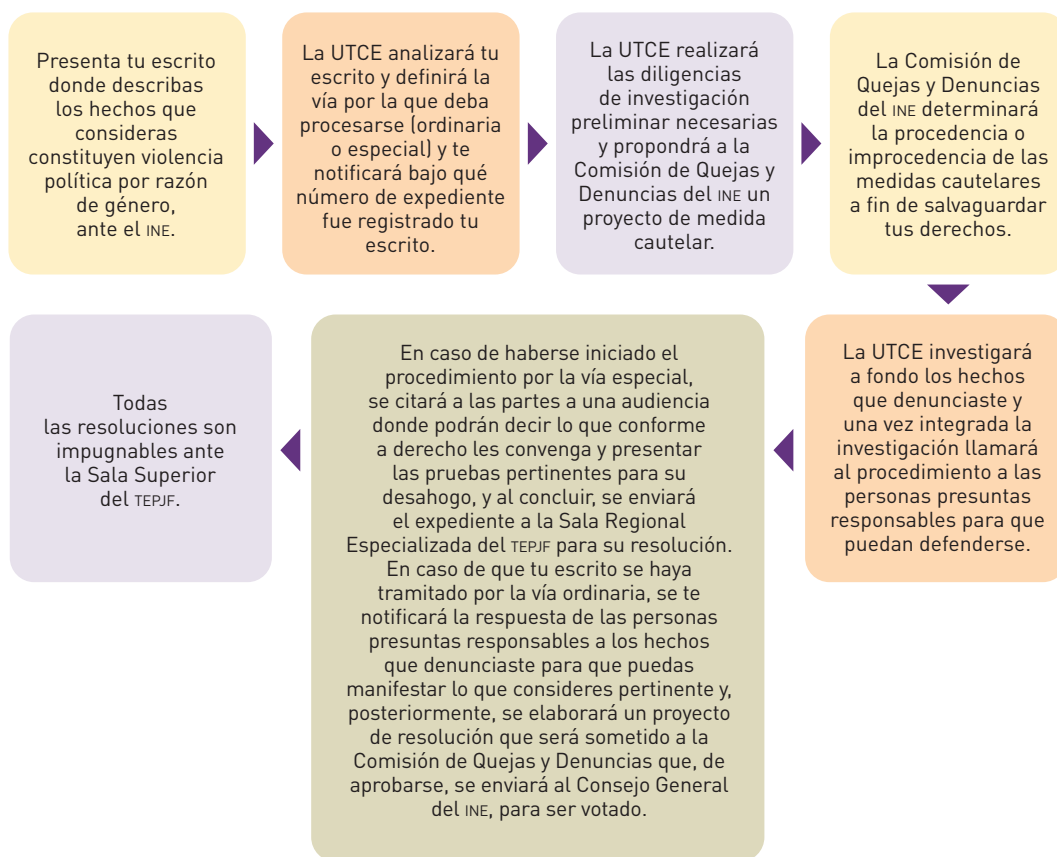 Presenta tu escrito
donde describas
los hechos que
consideras
constituyen violencia
política por razón
de género,
ante el INE.
La UTCE analizará tu
escrito y definirá la
vía por la que deba
procesarse (ordinaria
o especial) y te
notificará bajo qué
número de expediente
fue registrado tu
escrito.
La UTCE realizará
las diligencias
de investigación
preliminar necesarias
y propondrá a la
Comisión de Quejas y
Denuncias del INE un
proyecto de medida
cautelar.
La Comisión de
Quejas y Denuncias
del INE determinará
la procedencia o
improcedencia de las
medidas cautelares
a fin de salvaguardar
tus derechos.
La UTCE investigará
a fondo los hechos
que denunciaste y
una vez integrada la
investigación llamará
al procedimiento a las
personas presuntas
responsables para que
puedan defenderse.
En caso de haberse iniciado el
procedimiento por la vía especial,
se citará a las partes a una audiencia
donde podrán decir lo que conforme
a derecho les convenga y presentar
las pruebas pertinentes para su
desahogo, y al concluir, se enviará
el expediente a la Sala Regional
Especializada del TEPJF para su resolución.
En caso de que tu escrito se haya
tramitado por la vía ordinaria, se te
notificará la respuesta de las personas
presuntas responsables a los hechos
que denunciaste para que puedas
manifestar lo que consideres pertinente y,
posteriormente, se elaborará un proyecto
de resolución que será sometido a la
Comisión de Quejas y Denuncias que, de
aprobarse, se enviará al Consejo General
del INE, para ser votado.
Todas
las resoluciones son
impugnables ante
la Sala Superior
del TEPJF.